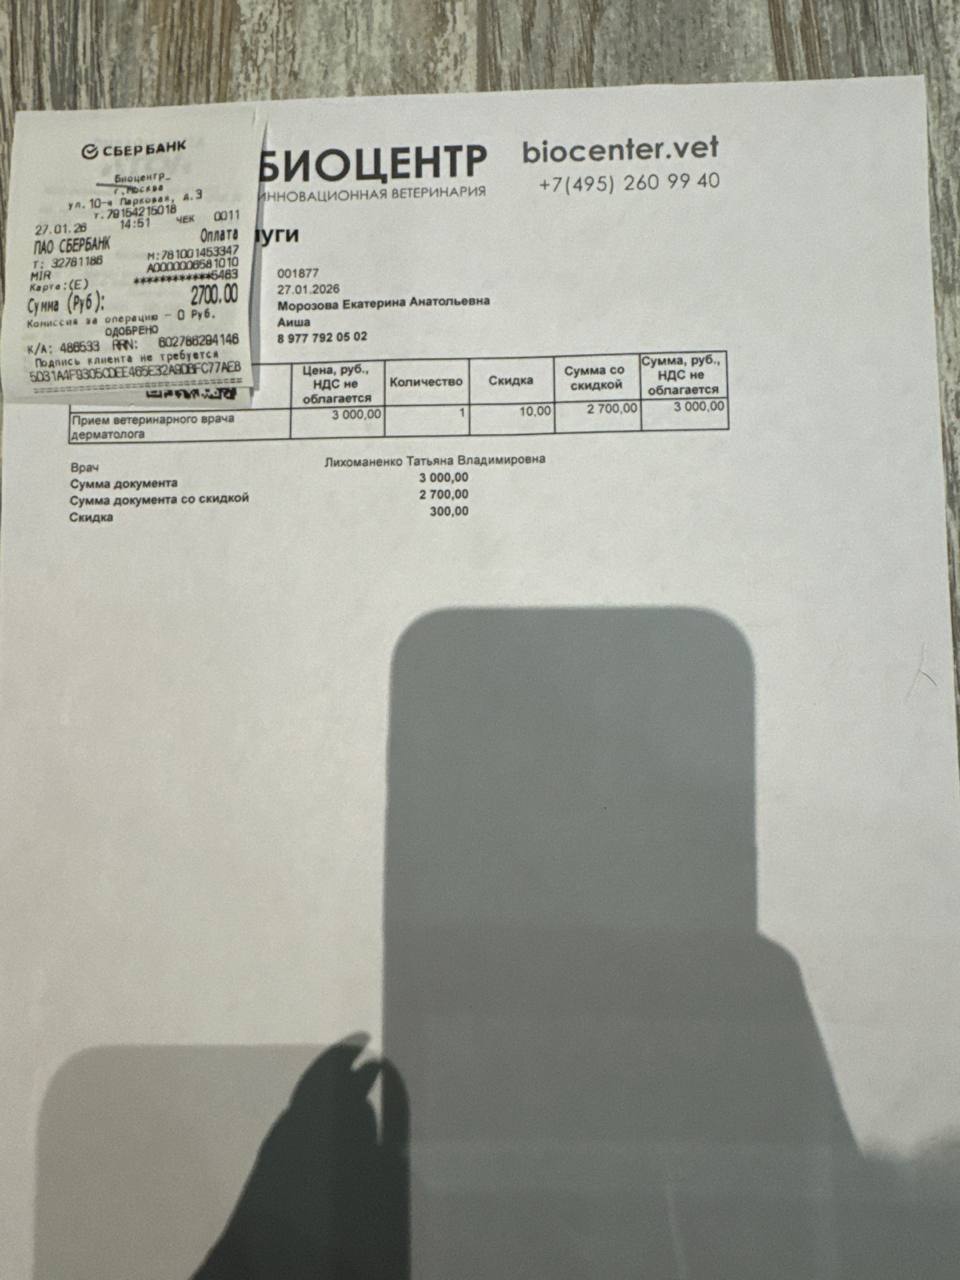 СБЕРБАНК
Биоцентр_
г.Москва
ул. 10-я Парковая, д.3
т.79154215018
27.01.26 14:51 ЧЕК 0011
ПАО СБЕРБАНК Оплата
Т: 32781186 М:781001453347
MIR A0000006581010
Карта:(E) ************5463
Сумма (Руб): 2700.00
Комиссия за операцию - 0 Руб.
ОДОБРЕНО
К/А: 486533 RRN: 602786294146
Подпись клиента не требуется
БИОЦЕНТР
ИННОВАЦИОННАЯ ВЕТЕРИНАРИЯ
biocenter.vet
+7(495) 260 99 40
луги
001877
27.01.2026
Морозова Екатерина Анатольевна
Аиша
8 977 792 05 02
Цена, руб., НДС не облагается Количество Скидка Сумма со скидкой Сумма, руб., НДС не облагается
Прием ветеринарного врача дерматолога 3 000,00 1 10,00 2 700,00 3 000,00
Врач Лихоманенко Татьяна Владимировна
Сумма документа 3 000,00
Сумма документа со скидкой 2 700,00
Скидка 300,00